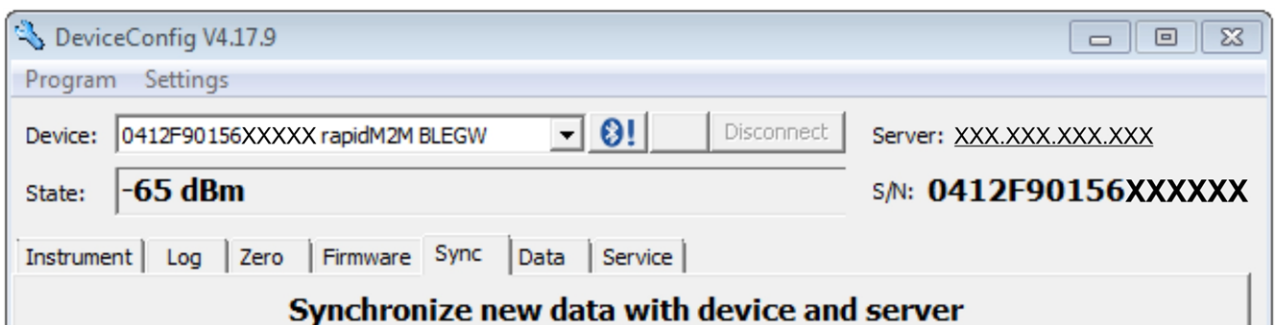 DeviceConfig V4.17.9
Program Settings
Device: 0412F90156XXXXX rapidM2M BLEGW ! Disconnect Server: XXX.XXX.XXX.XXX
State: -65 dBm S/N: 0412F90156XXXXXX
Instrument Log Zero Firmware Sync Data Service
Synchronize new data with device and server